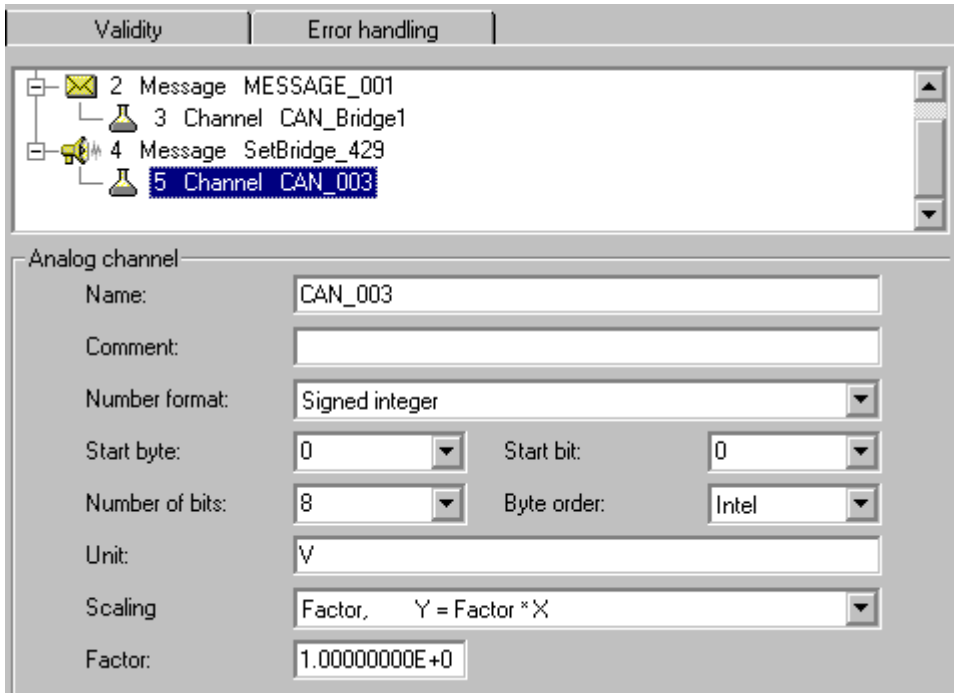 Validity Error handling
2 Message MESSAGE_001
3 Channel CAN_Bridge1
4 Message SetBridge_429
5 Channel CAN_003
Analog channel
Name: CAN_003
Comment:
Number format: Signed integer
Start byte: 0 Start bit: 0
Number of bits: 8 Byte order: Intel
Unit: V
Scaling Factor, Y = Factor * X
Factor: 1.00000000E+0